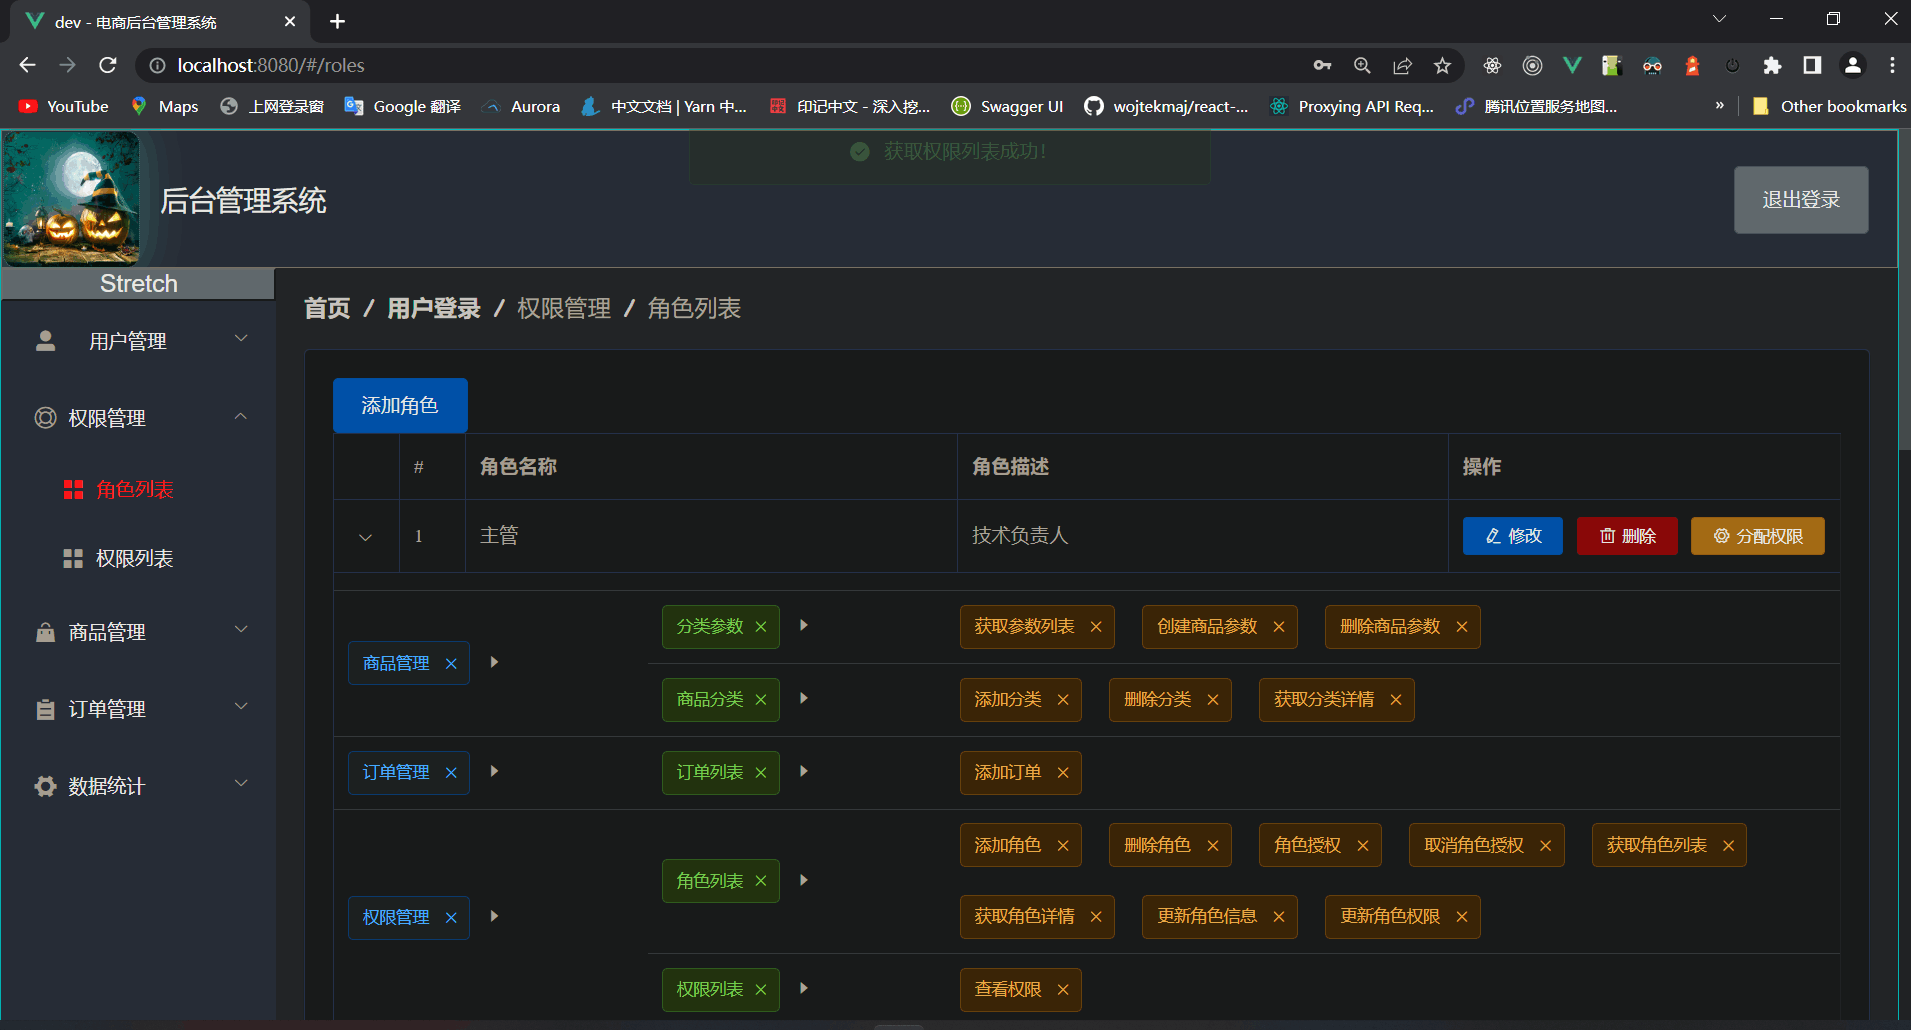 dev - 电商后台管理系统
localhost:8080/#/roles
YouTube Maps 上网登录窗 Google 翻译 Aurora 中文文档 | Yarn 中... 印记中文 - 深入挖... Swagger UI wojtekmaj/react-... Proxying API Req... 腾讯位置服务地图... » Other bookmarks
获取权限列表成功!
后台管理系统
退出登录
Stretch
首页 / 用户登录 / 权限管理 / 角色列表
用户管理
权限管理
角色列表
权限列表
商品管理
订单管理
数据统计
添加角色
# 角色名称 角色描述 操作
1 主管 技术负责人 修改 删除 分配权限
商品管理
分类参数 获取参数列表 创建商品参数 删除商品参数
商品分类 添加分类 删除分类 获取分类详情
订单管理 订单列表 添加订单
权限管理
角色列表 添加角色 删除角色 角色授权 取消角色授权 获取角色列表
获取角色详情 更新角色信息 更新角色权限
权限列表 查看权限